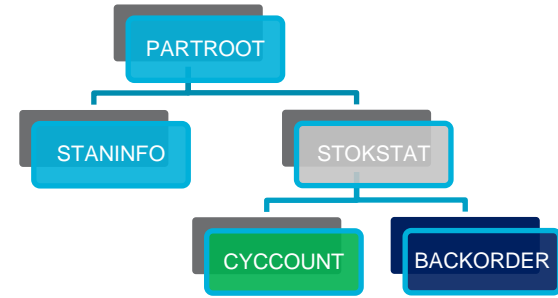 PARTROOT
STANINFO
STOKSTAT
CYCCOUNT
BACKORDER